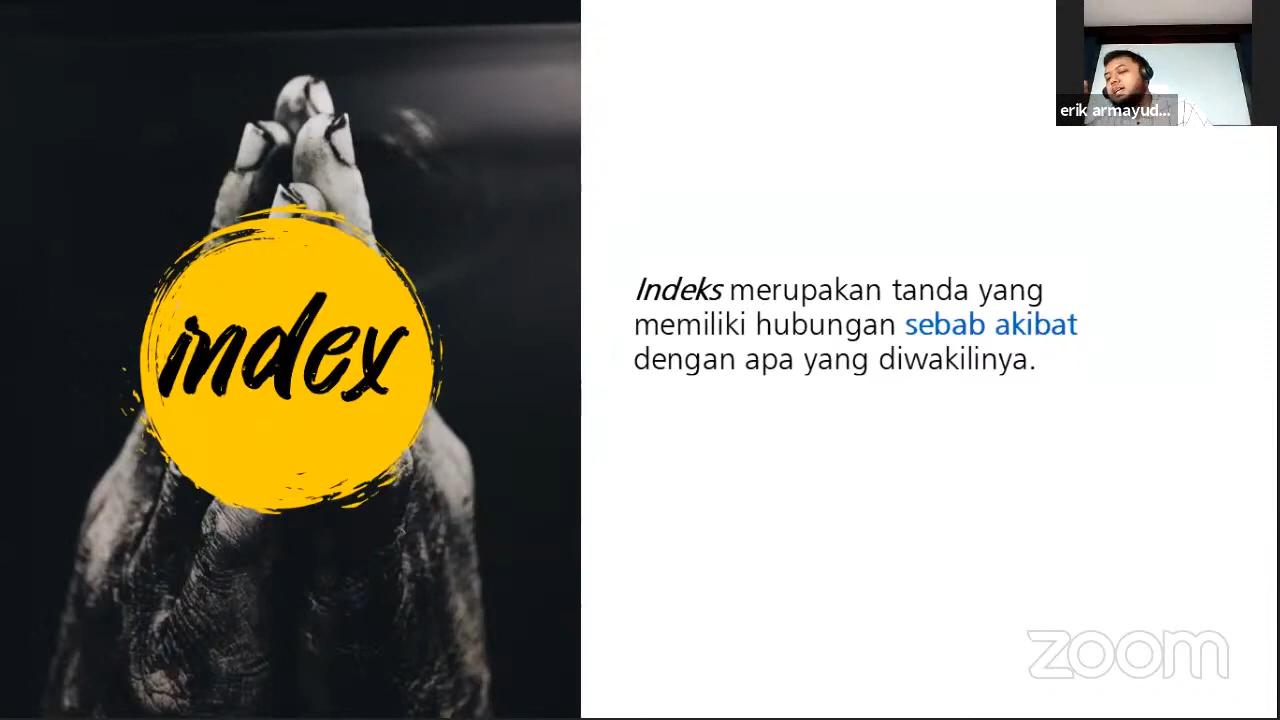 index
erik armayud...
Indeks merupakan tanda yang
memiliki hubungan sebab akibat
dengan apa yang diwakilinya.
zoom